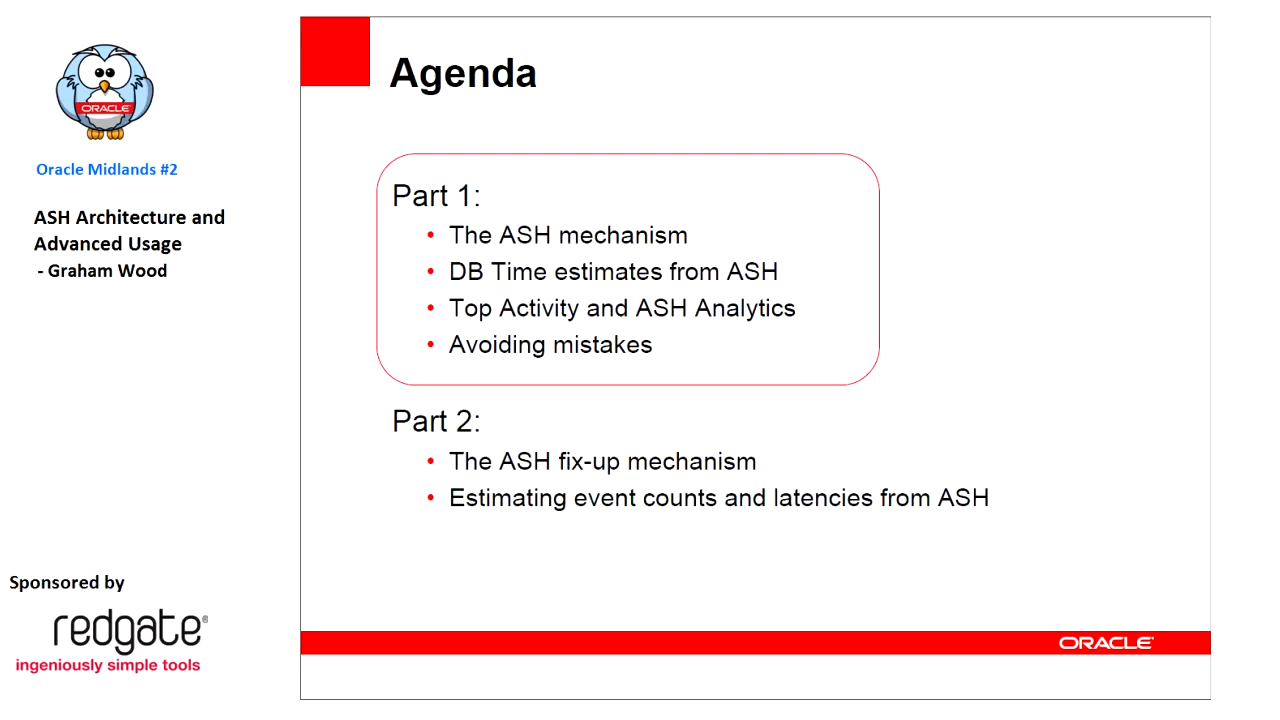 ORACLE
Oracle Midlands #2
ASH Architecture and
Advanced Usage
- Graham Wood
Sponsored by
redgate®
ingeniously simple tools
Agenda
Part 1:
• The ASH mechanism
• DB Time estimates from ASH
• Top Activity and ASH Analytics
• Avoiding mistakes
Part 2:
• The ASH fix-up mechanism
• Estimating event counts and latencies from ASH
ORACLE